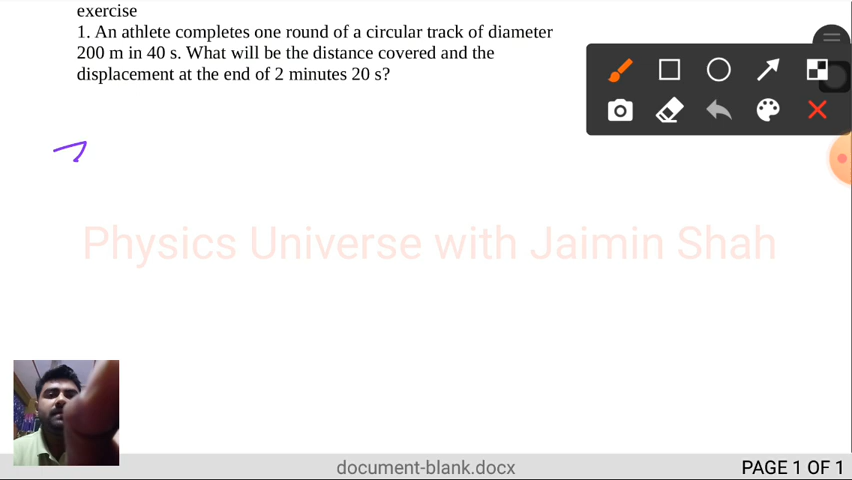 exercise
1. An athlete completes one round of a circular track of diameter
200 m in 40 s. What will be the distance covered and the
displacement at the end of 2 minutes 20 s?
Physics Universe with Jaimin Shah
document-blank.docx
PAGE 1 OF 1